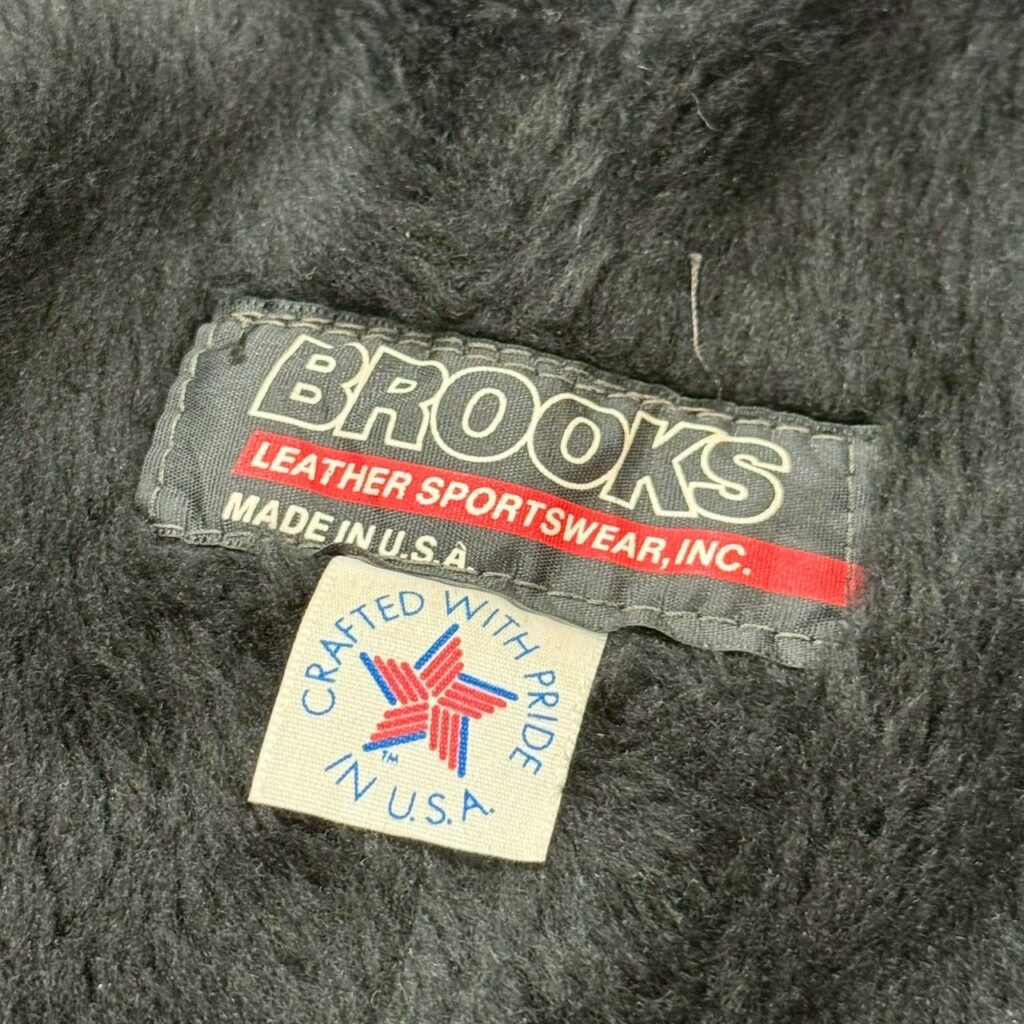 BROOKS
LEATHER SPORTSWEAR, INC.
MADE IN U.S.A.
CRAFTED WITH PRIDE
TM
IN U.S.A.